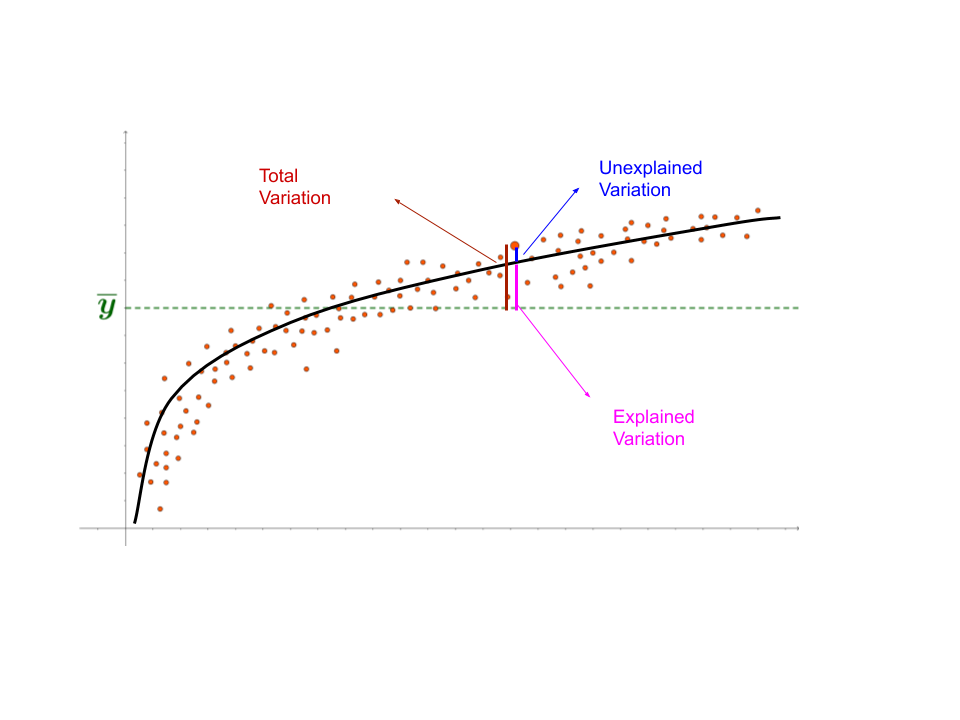 Total
Variation
Unexplained
Variation
y̅
Explained
Variation